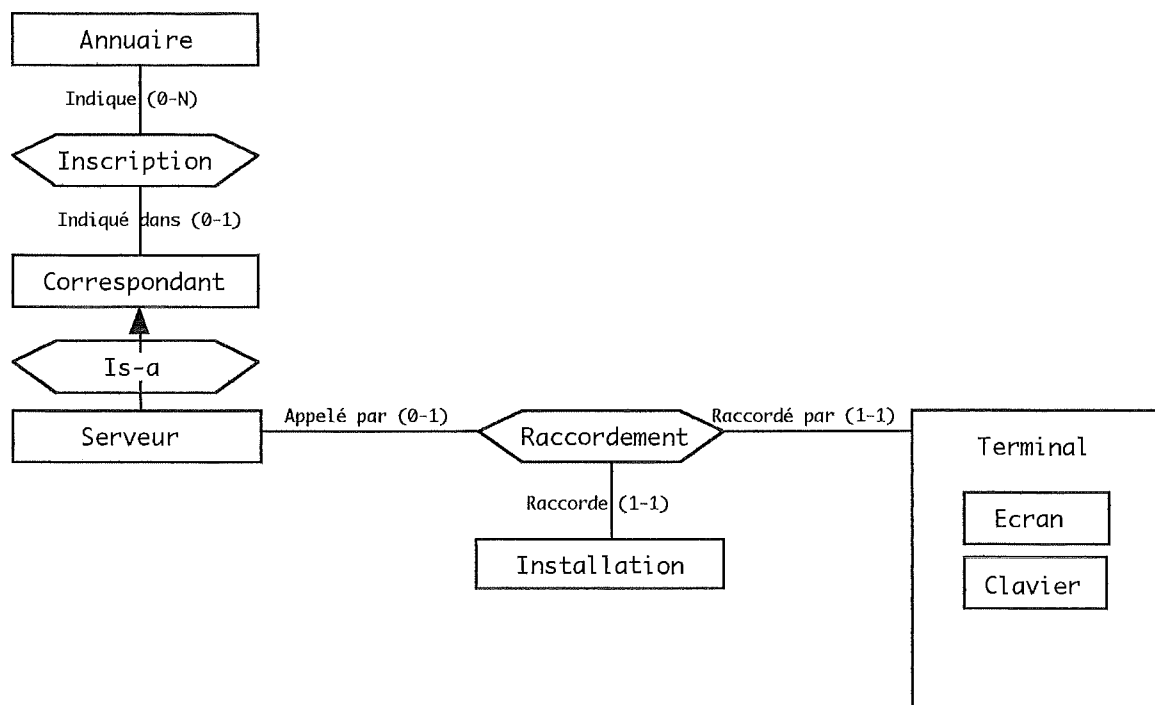 Annuaire
Indique (0-N)
Inscription
Indiqué dans (0-1)
Correspondant
Is-a
Serveur
Appelé par (0-1)
Raccordement
Raccordé par (1-1)
Terminal
Ecran
Clavier
Raccorde (1-1)
Installation